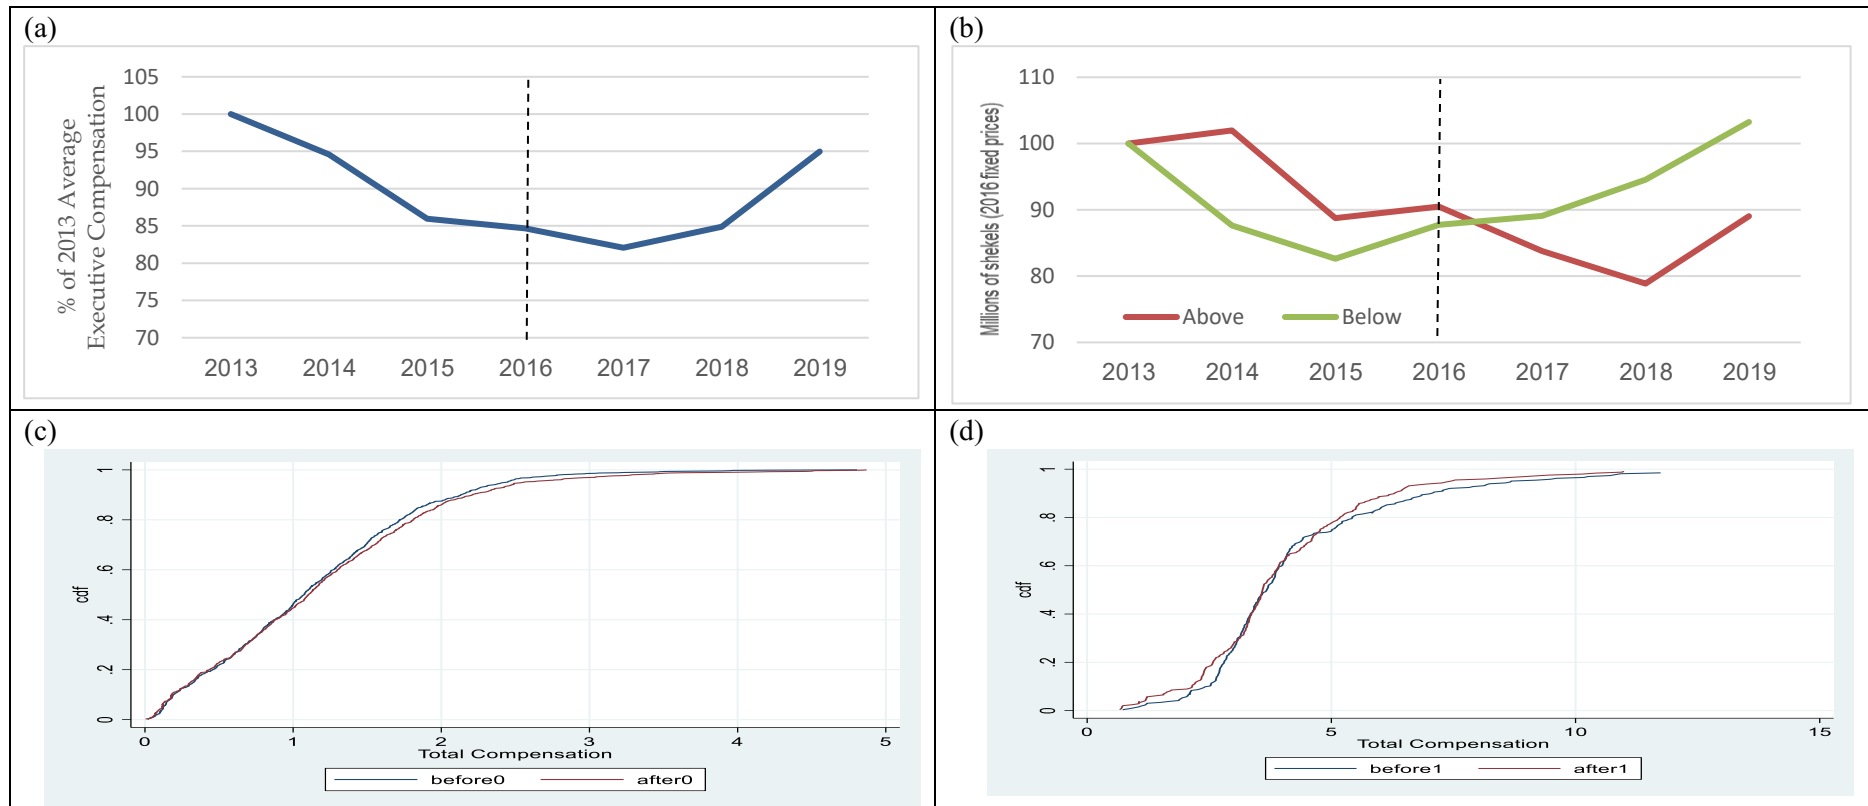 (a)
% of 2013 Average
Executive Compensation
105
100
95
90
85
80
75
70
2013 2014 2015 2016 2017 2018 2019
(b)
Millions of shekels (2016 fixed prices)
110
100
90
80
70
Above Below
2013 2014 2015 2016 2017 2018 2019
(c)
cdf
1
.8
.6
.4
.2
0
0 1 2 3 4 5
Total Compensation
before0 after0
(d)
cdf
1
.8
.6
.4
.2
0
0 5 10 15
Total Compensation
before1 after1